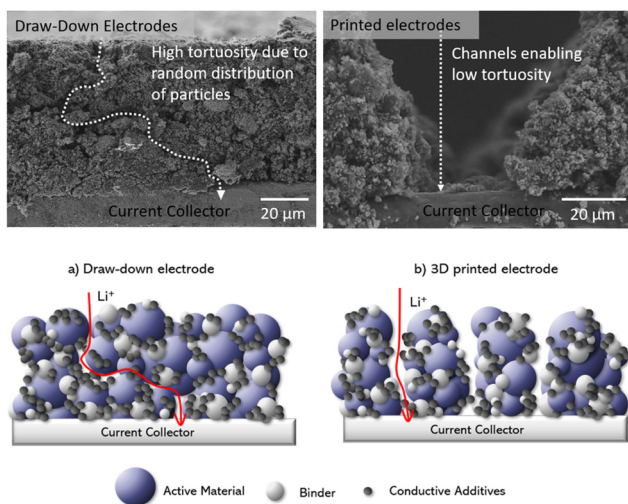 Draw-Down Electrodes
High tortuosity due to
random distribution
of particles
20 µm
Current Collector
Printed electrodes
Channels enabling
low tortuosity
20 µm
Current Collector
a) Draw-down electrode
Li⁺
Current Collector
b) 3D printed electrode
Li⁺
Current Collector
Active Material
Binder
Conductive Additives